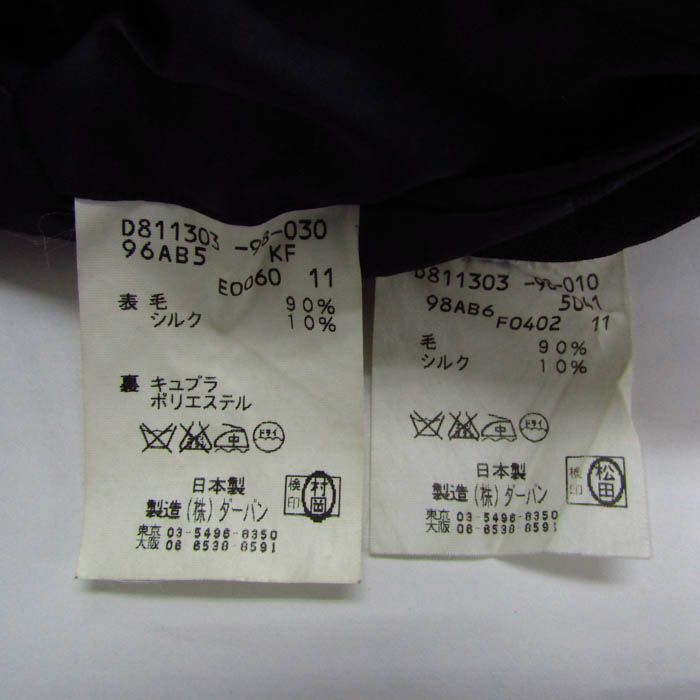 D811303 -96-030
96AB5 KF
E0060 11
表 毛 90%
シルク 10%
裏 キュプラ
ポリエステル
中 ドライ
日本製
製造(株)ダーバン
検印 村岡
東京 03-5496-8350
大阪 06 6538 8591
D811303 -96-010
98AB6 5D41
F0402 11
毛 90%
シルク 10%
中 ドライ
日本製
製造(株)ダーバン
検印 松田
東京 03-5496-8350
大阪 06 6538 8591